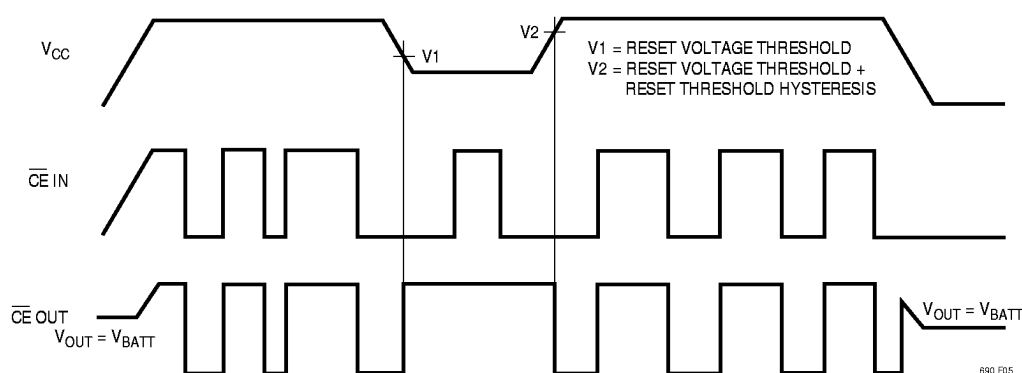 V2
V1 = RESET VOLTAGE THRESHOLD
V2 = RESET VOLTAGE THRESHOLD +
RESET THRESHOLD HYSTERESIS
VCC
V1
CE IN
CE OUT
VOUT = VBATT
VOUT = VBATT
690 F05